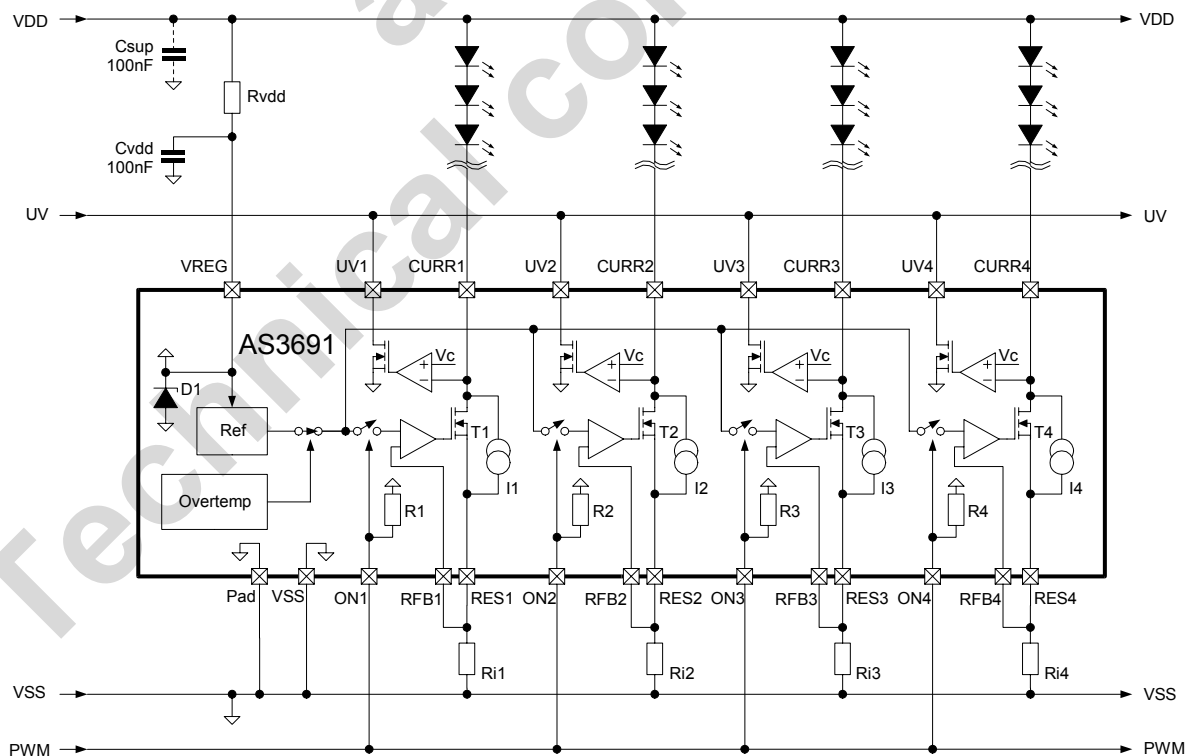 VDD VDD
Csup
100nF
Rvdd
Cvdd
100nF
UV UV
VREG UV1 CURR1 UV2 CURR2 UV3 CURR3 UV4 CURR4
AS3691
Vc Vc Vc Vc
D1
Ref
T1 T2 T3 T4
Overtemp
I1 I2 I3 I4
R1 R2 R3 R4
Pad VSS ON1 RFB1 RES1 ON2 RFB2 RES2 ON3 RFB3 RES3 ON4 RFB4 RES4
Ri1 Ri2 Ri3 Ri4
VSS VSS
PWM PWM
Technical co